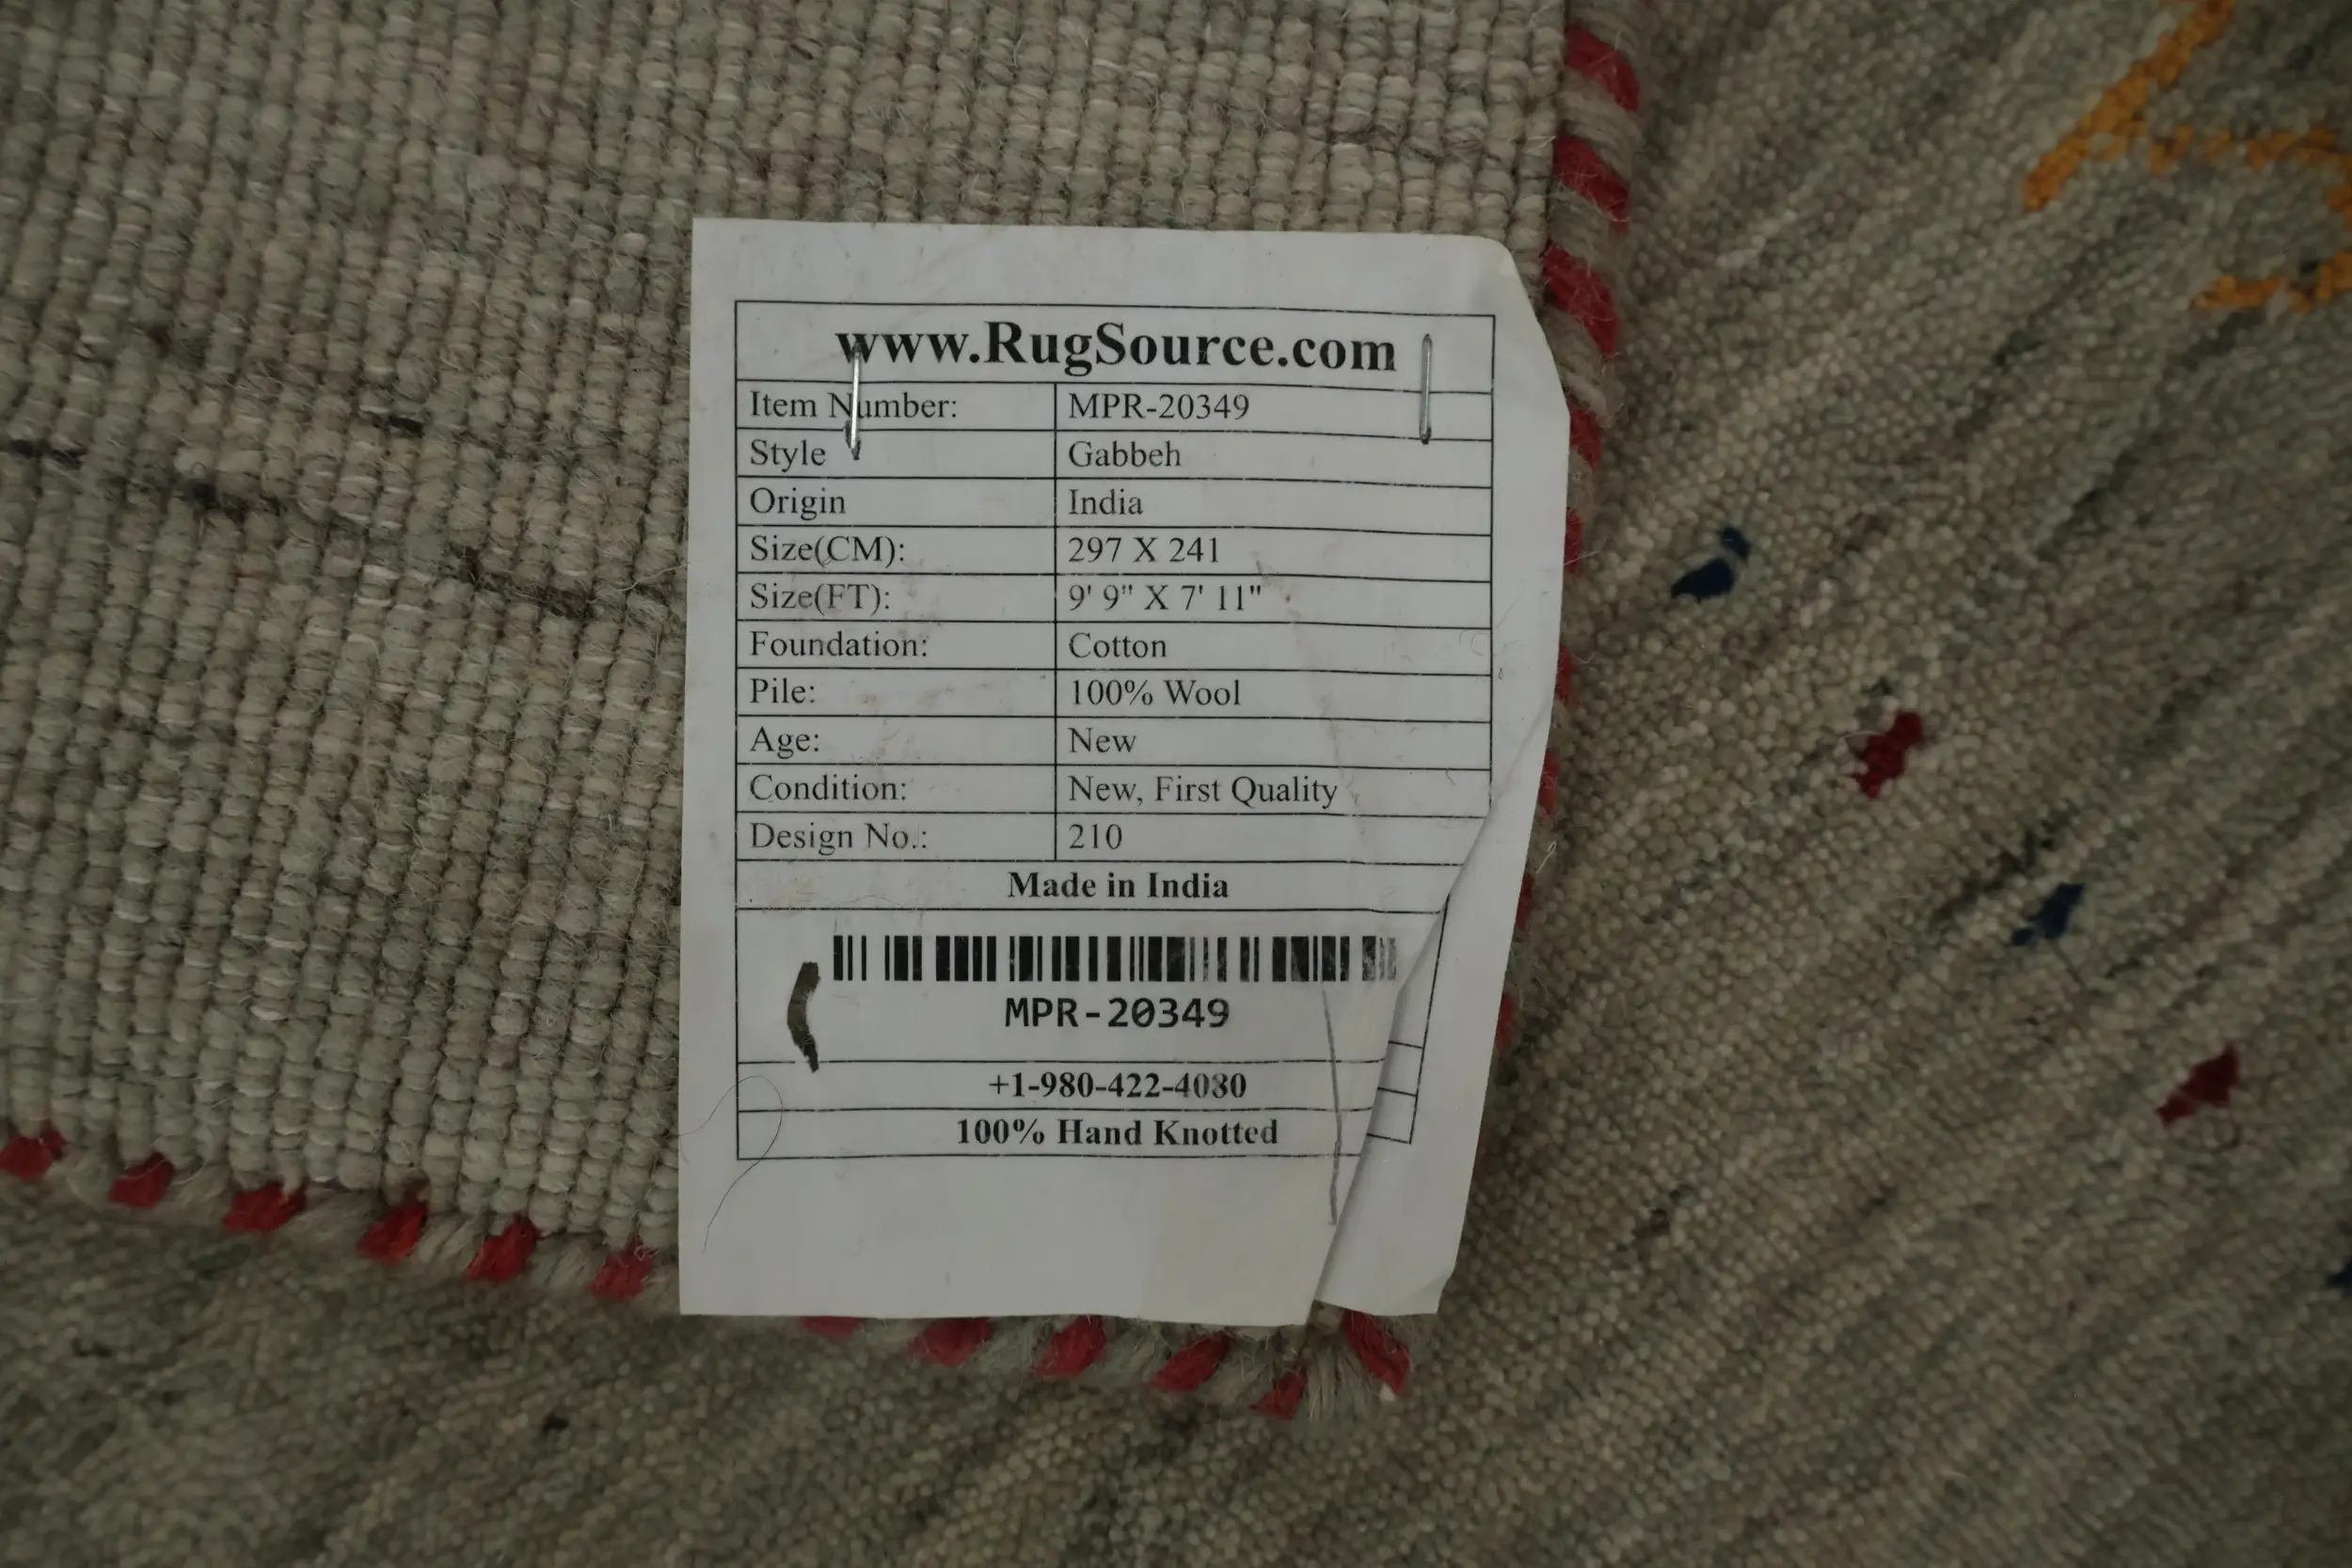 www.RugSource.com
Item Number: MPR-20349
Style Gabbeh
Origin India
Size(CM): 297 X 241
Size(FT): 9' 9" X 7' 11"
Foundation: Cotton
Pile: 100% Wool
Age: New
Condition: New, First Quality
Design No.: 210
Made in India
MPR-20349
+1-980-422-4080
100% Hand Knotted